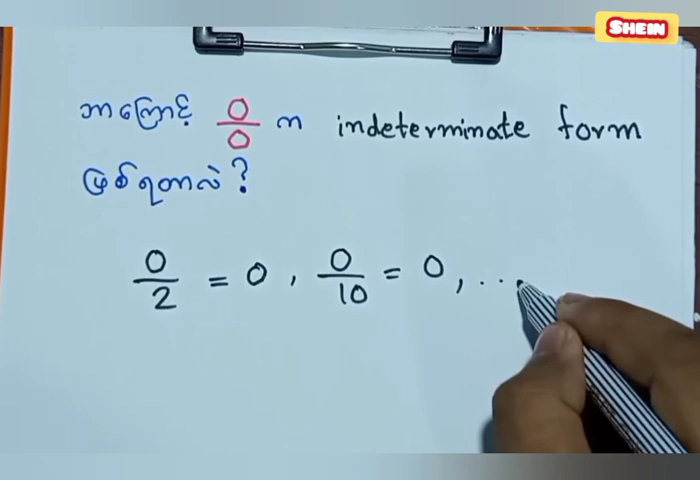 SHEIN
ဘာကြောင့် 0/0 က indeterminate form
ဖြစ်ရတာလဲ?
0/2 = 0, 0/10 = 0, ...